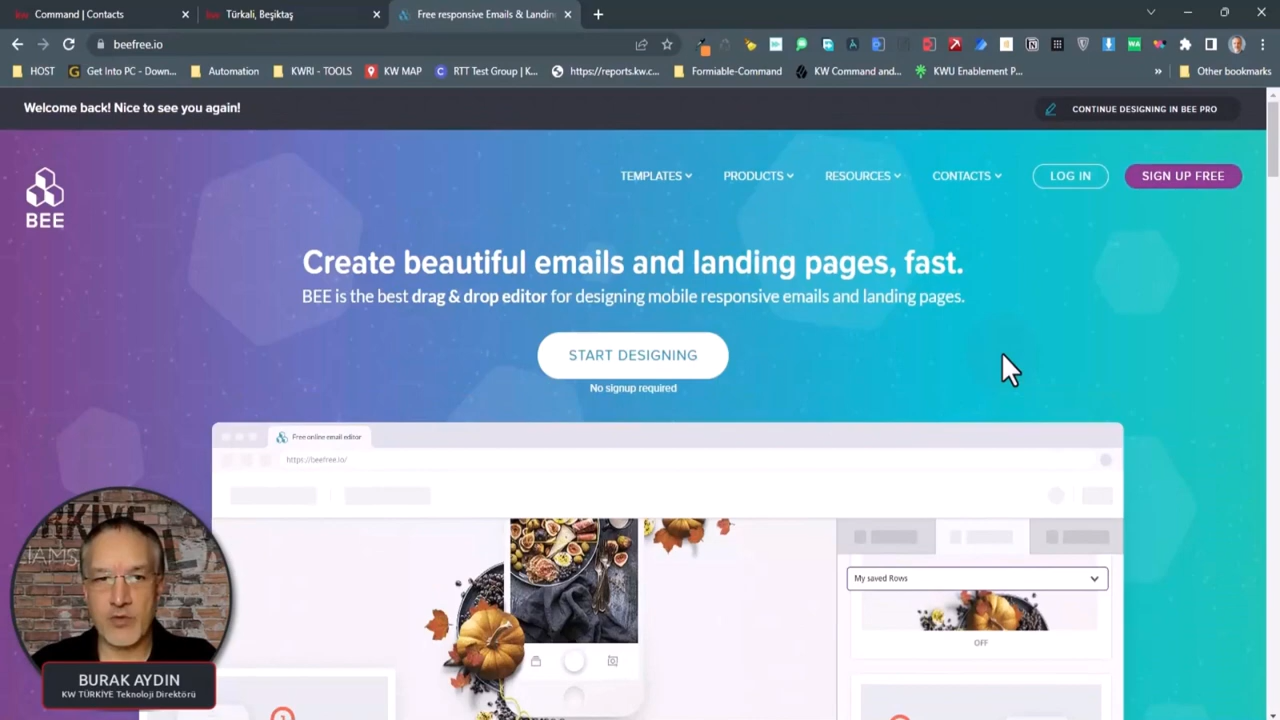 Command | Contacts
Türkali, Beşiktaş
Free responsive Emails & Landin
beefree.io
HOST
Get Into PC - Down...
Automation
KWRI - TOOLS
KW MAP
RTT Test Group | K...
https://reports.kw.c...
Formiable-Command
KW Command and...
KWU Enablement P...
»
Other bookmarks
Welcome back! Nice to see you again!
CONTINUE DESIGNING IN BEE PRO
BEE
TEMPLATES
PRODUCTS
RESOURCES
CONTACTS
LOG IN
SIGN UP FREE
Create beautiful emails and landing pages, fast.
BEE is the best drag & drop editor for designing mobile responsive emails and landing pages.
START DESIGNING
No signup required
Free online email editor
https://beefree.io/
My saved Rows
OFF
BURAK AYDIN
KW TÜRKİYE Teknoloji Direktörü